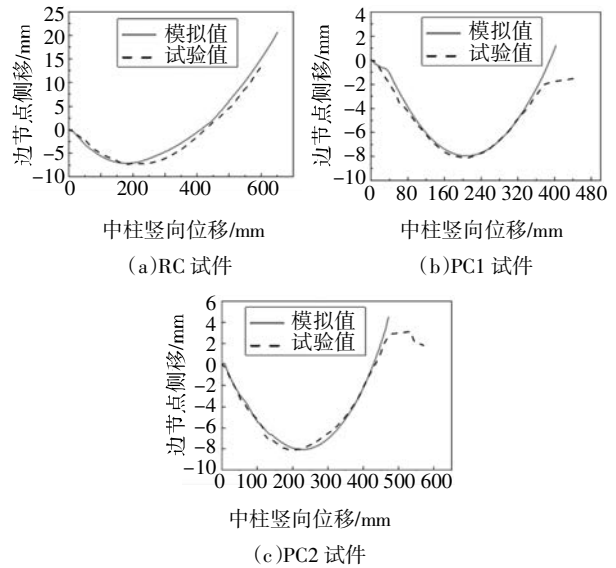 25
20
15
10
5
0
-5
-10
模拟值
试验值
边节点侧移/mm
0 200 400 600
中柱竖向位移/mm
(a)RC 试件
4
2
0
-2
-4
-6
-8
-10
模拟值
试验值
边节点侧移/mm
0 80 160 240 320 400 480
中柱竖向位移/mm
(b)PC1 试件
6
4
2
0
-2
-4
-6
-8
-10
模拟值
试验值
边节点侧移/mm
0 100 200 300 400 500 600
中柱竖向位移/mm
(c)PC2 试件